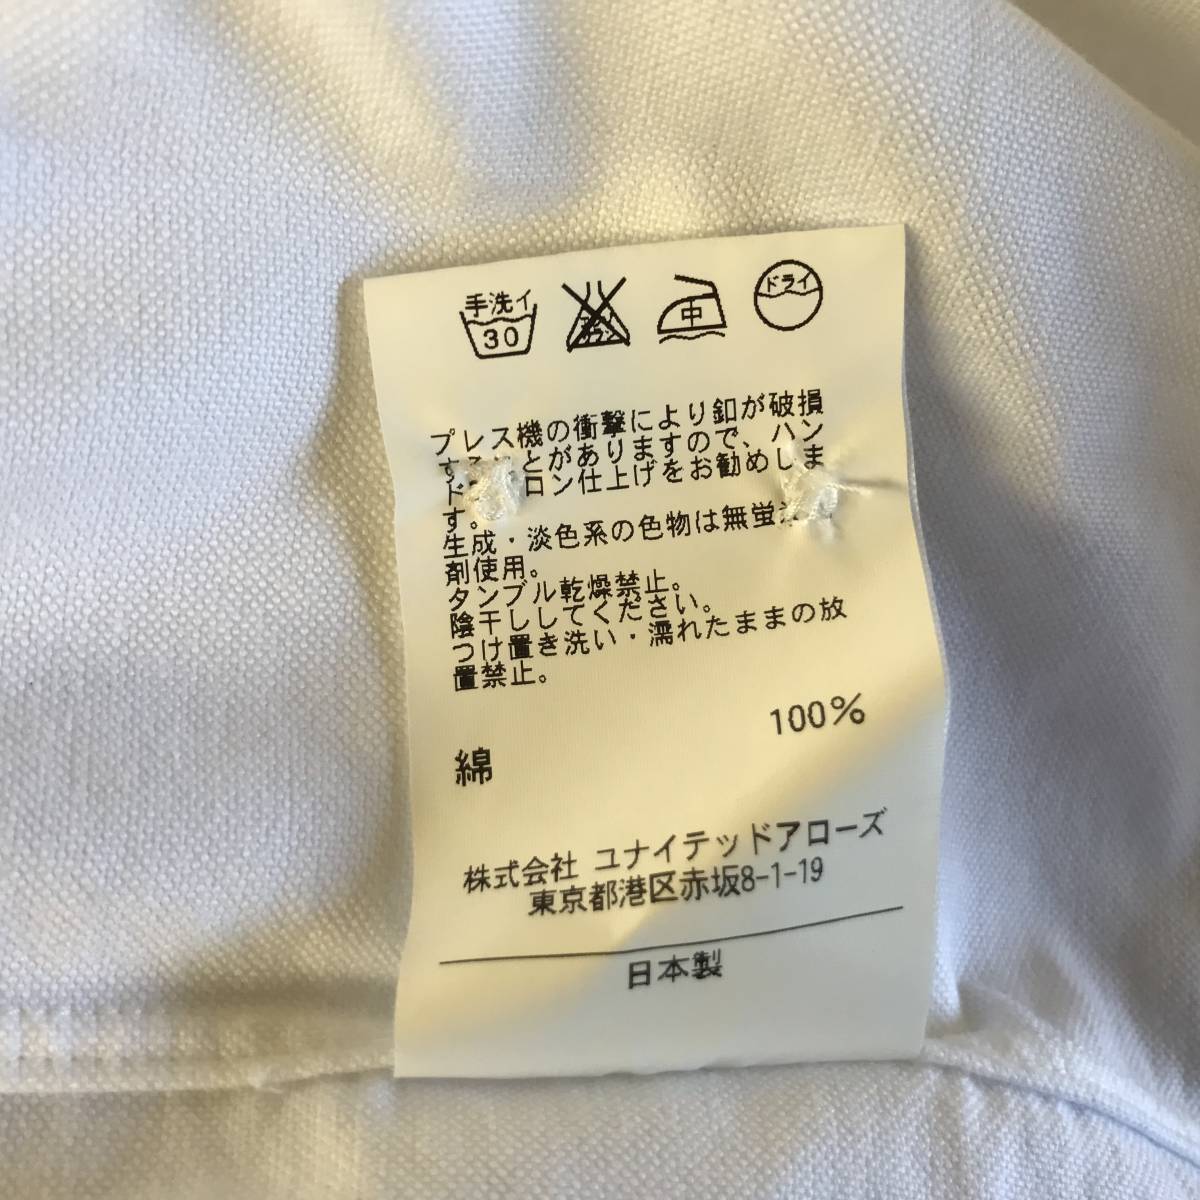 手洗イ
30
中
ドライ
プレス機の衝撃により釦が破損
とがありますので、ハン
ロン仕上げをお勧めしま
す。
生成・淡色系の色物は無蛍
剤使用。
タンブル乾燥禁止。
陰干ししてください。
つけ置き洗い・濡れたままの放
置禁止。
綿 100%
株式会社 ユナイテッドアローズ
東京都港区赤坂8-1-19
日本製